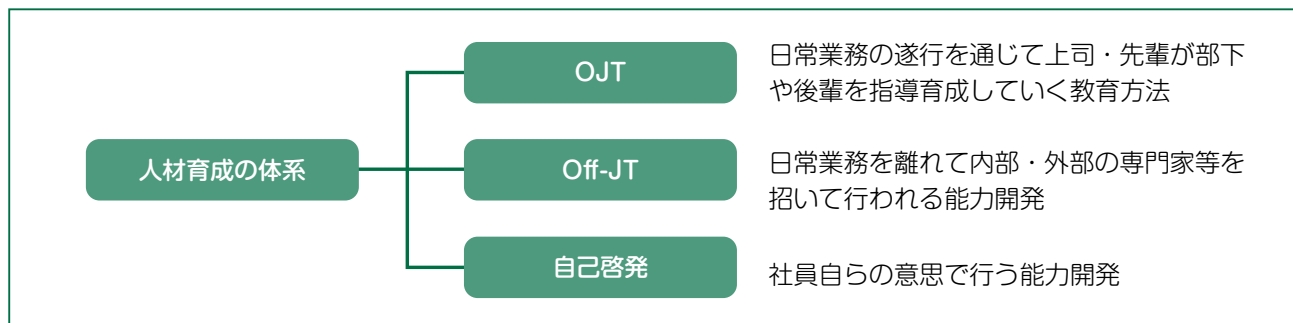 人材育成の体系
OJT
日常業務の遂行を通じて上司・先輩が部下
や後輩を指導育成していく教育方法
Off-JT
日常業務を離れて内部・外部の専門家等を
招いて行われる能力開発
自己啓発
社員自らの意思で行う能力開発